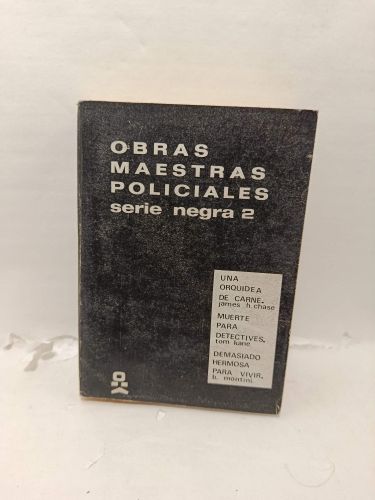 OBRAS
MAESTRAS
POLICIALES
serie negra 2
UNA
ORQUIDEA
DE CARNE.
james h. chase
MUERTE
PARA
DETECTIVES.
tom kane
DEMASIADO
HERMOSA
PARA VIVIR.
h. montini